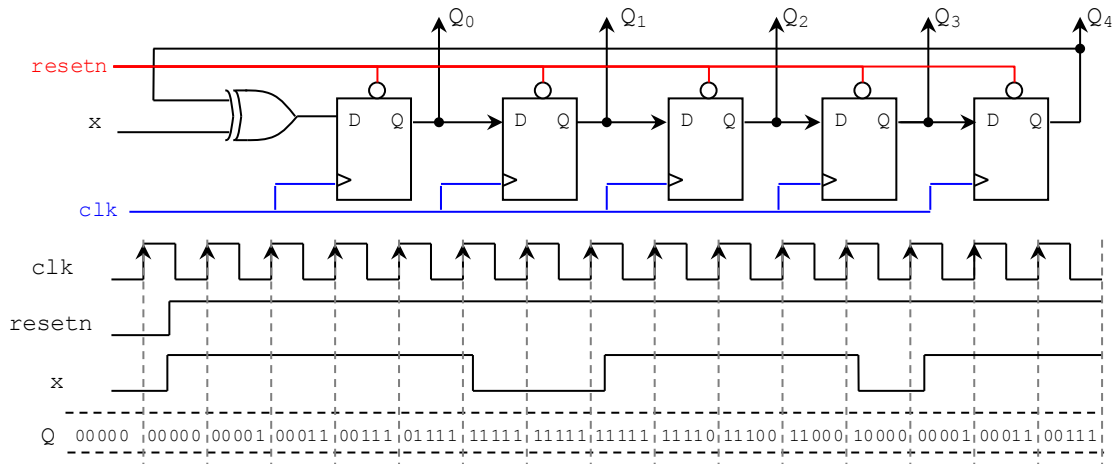 Q0 Q1 Q2 Q3 Q4
resetn
x
D Q D Q D Q D Q D Q
clk
clk
resetn
x
Q 00000 00000 00001 00011 00111 01111 11111 11111 11111 11110 11100 11000 10000 00001 00011 00111